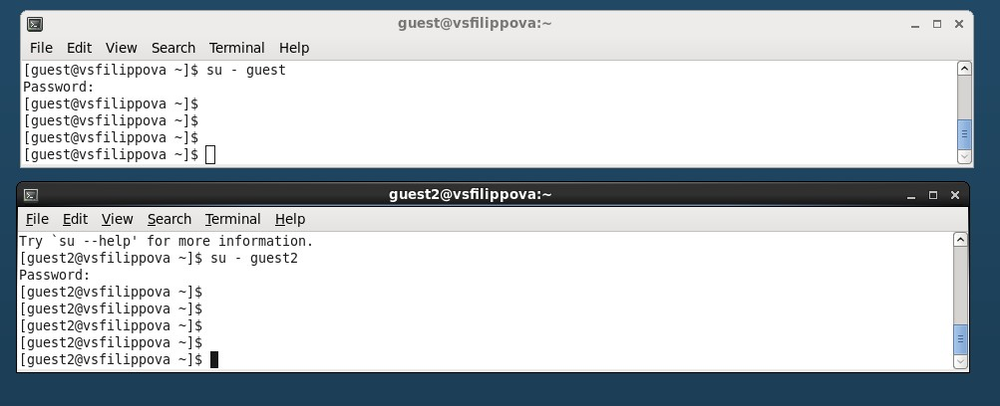 guest@vsfilippova:~
File Edit View Search Terminal Help
[guest@vsfilippova ~]$ su - guest
Password:
[guest@vsfilippova ~]$
[guest@vsfilippova ~]$
[guest@vsfilippova ~]$
[guest@vsfilippova ~]$
guest2@vsfilippova:~
File Edit View Search Terminal Help
Try `su --help' for more information.
[guest2@vsfilippova ~]$ su - guest2
Password:
[guest2@vsfilippova ~]$
[guest2@vsfilippova ~]$
[guest2@vsfilippova ~]$
[guest2@vsfilippova ~]$
[guest2@vsfilippova ~]$